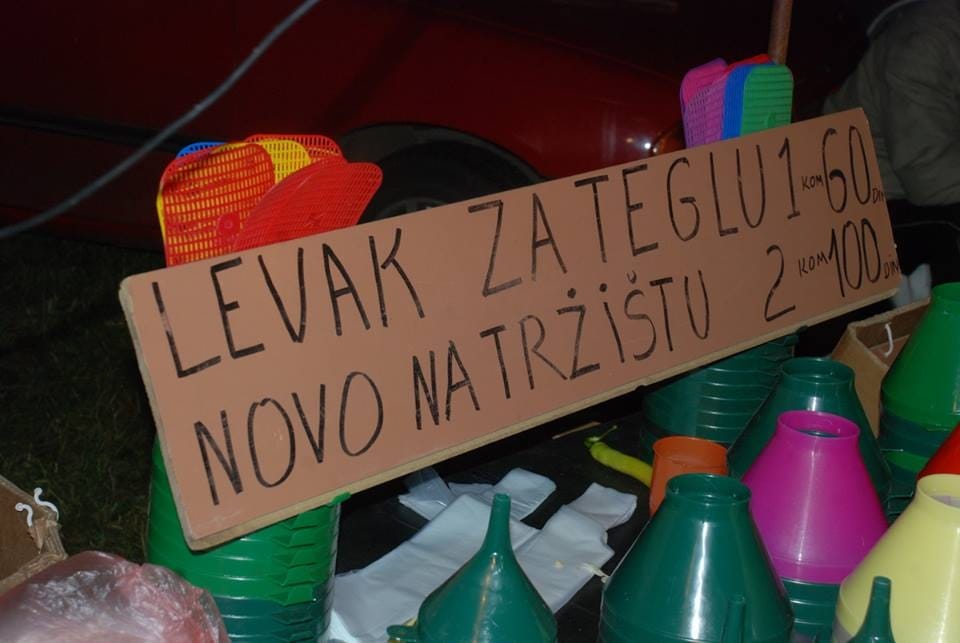 LEVAK ZA TEGLU 1 KOM 60 DIN
NOVO NA TRŽIŠTU 2 KOM 100 DIN